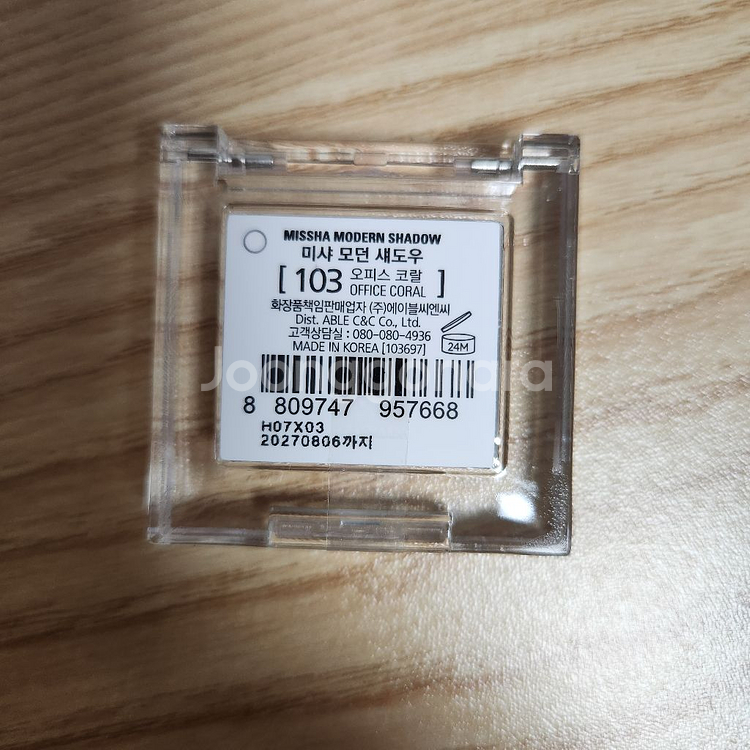 MISSHA MODERN SHADOW
미샤 모던 섀도우
[ 103 오피스 코랄 ]
OFFICE CORAL
화장품책임판매업자 (주)에이블씨엔씨
Dist. ABLE C&C Co., Ltd.
고객상담실 : 080-080-4936
MADE IN KOREA [103697]
24M
Joonggonara
8 809747 957668
H07X03
20270806까지